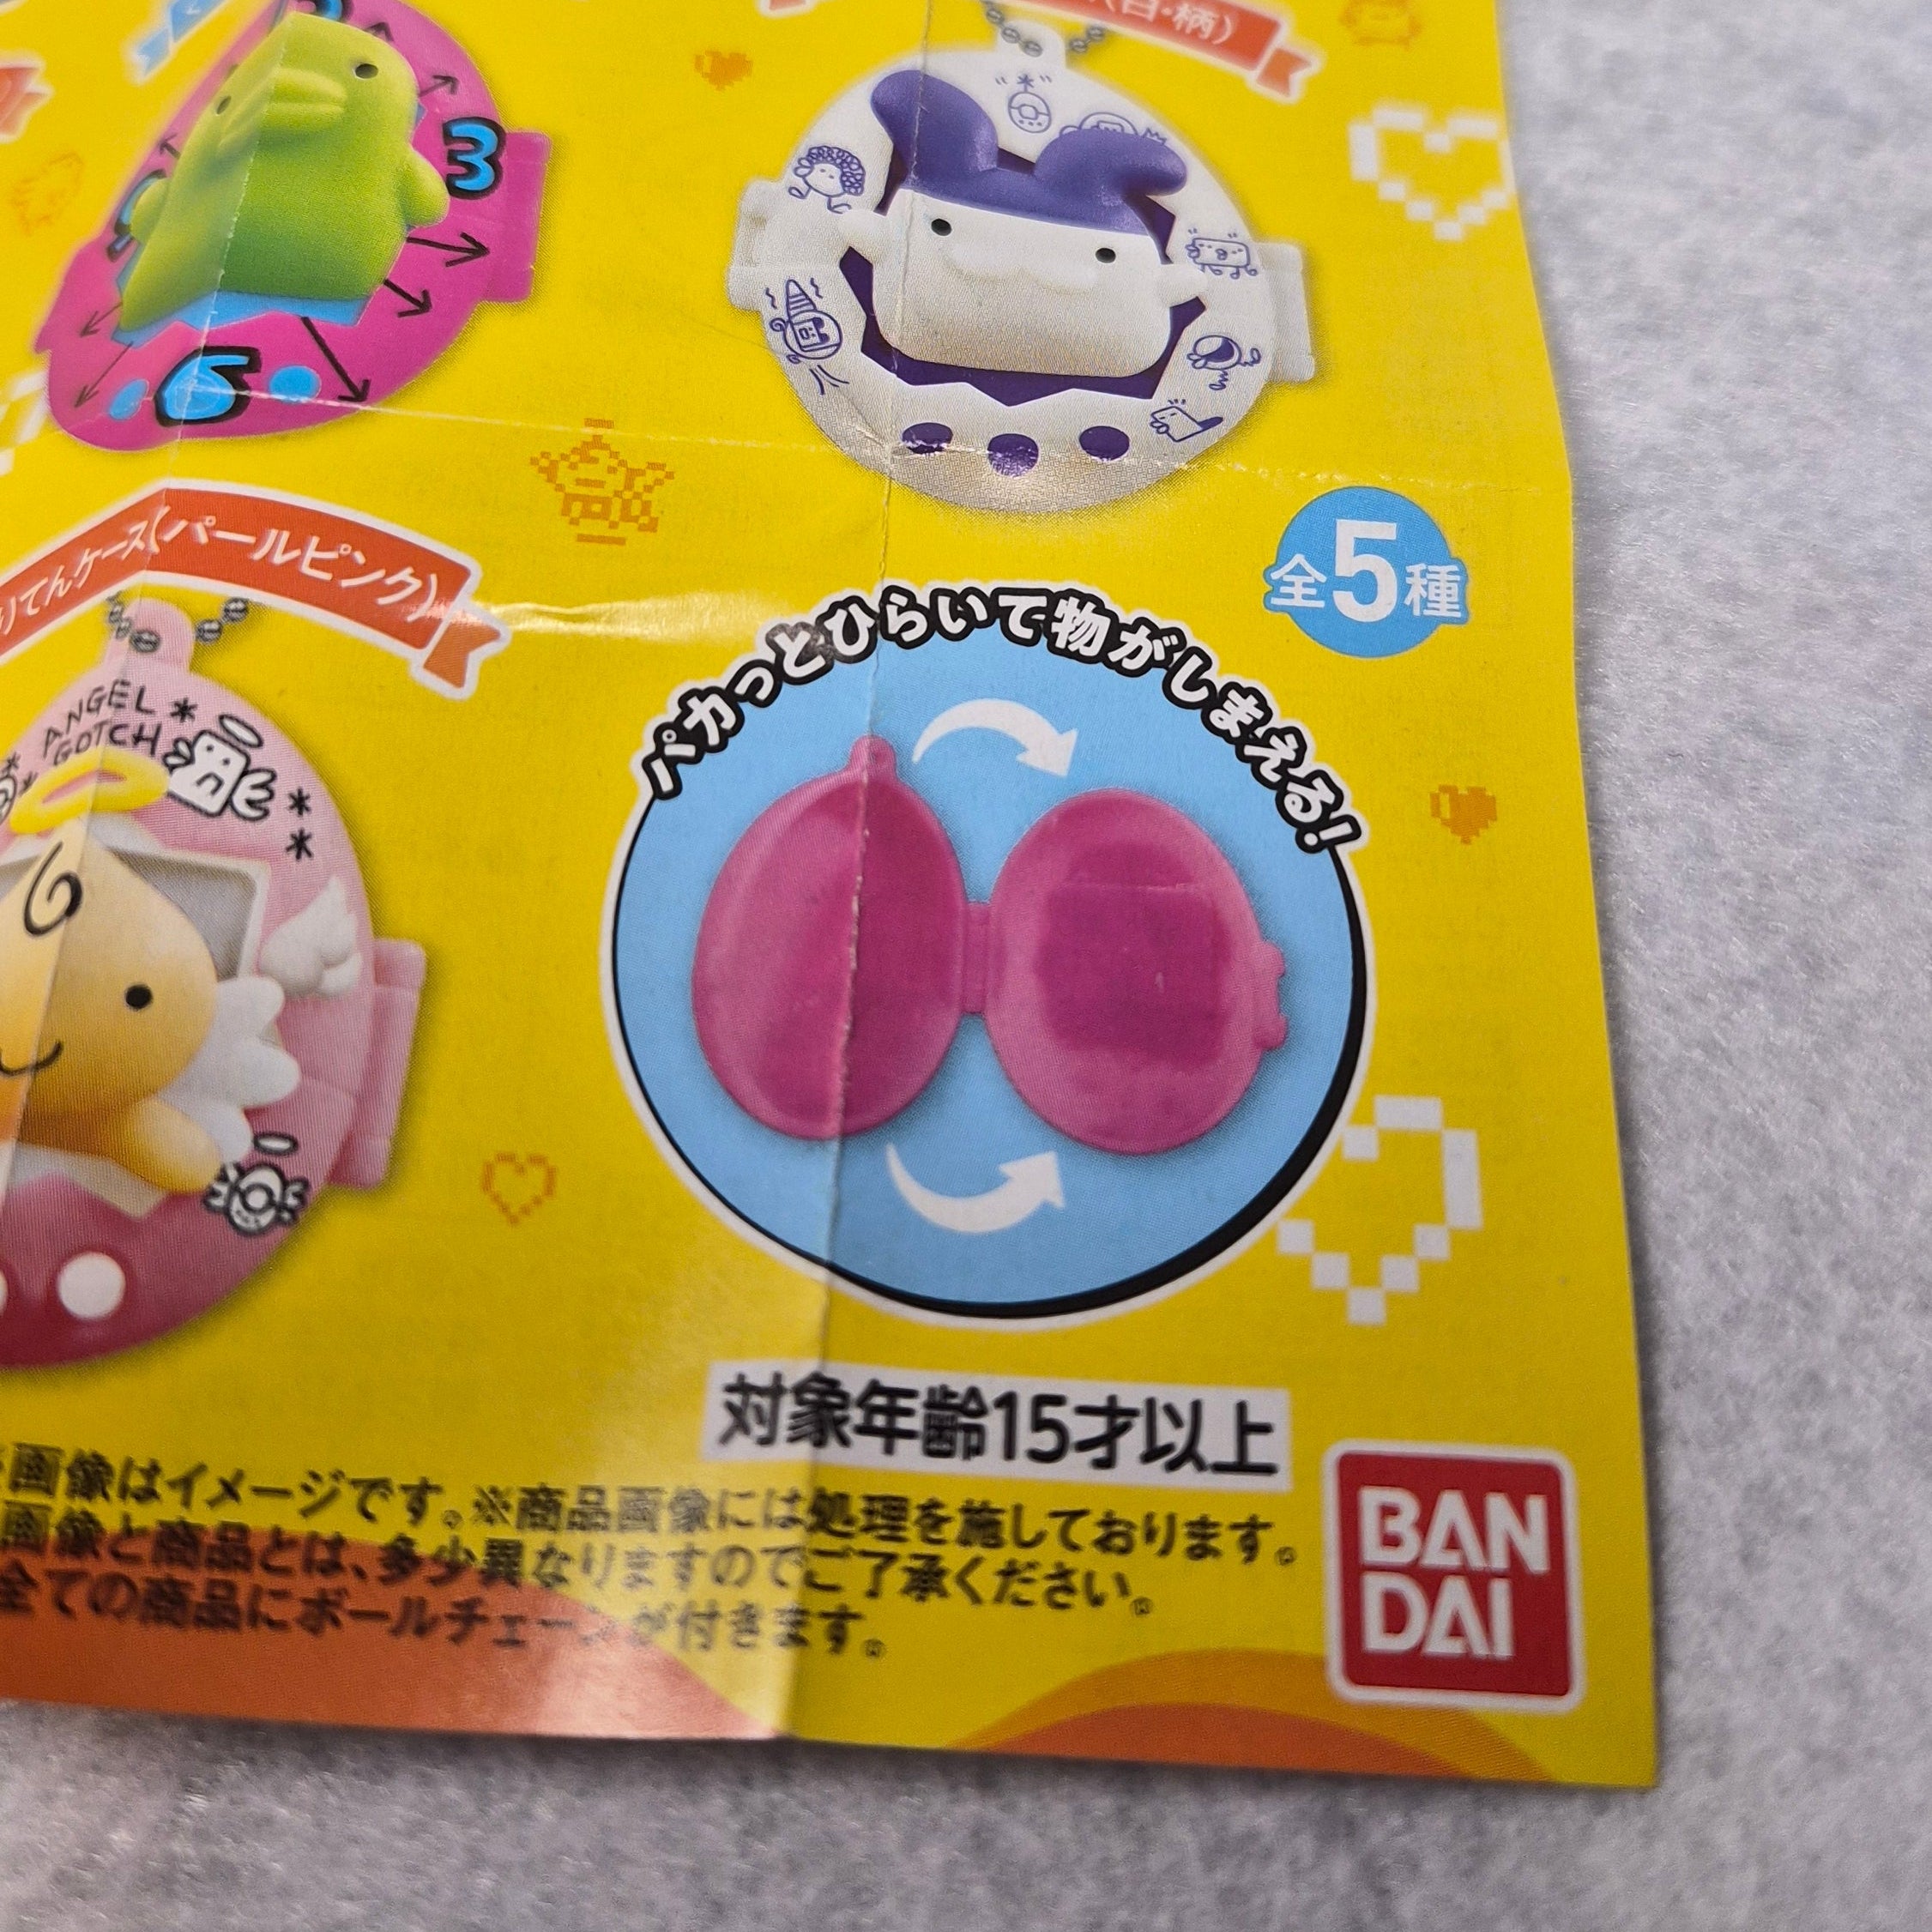 (白・柄)
3
5
りてんケース(パールピンク)
ANGEL
GOTCH
全5種
パカっとひらいて物がしまえる!
対象年齢15才以上
※画像はイメージです。※商品画像には処理を施しております。
画像と商品とは、多少異なりますのでご了承ください。
全ての商品にボールチェーンが付きます。
BAN
DAI